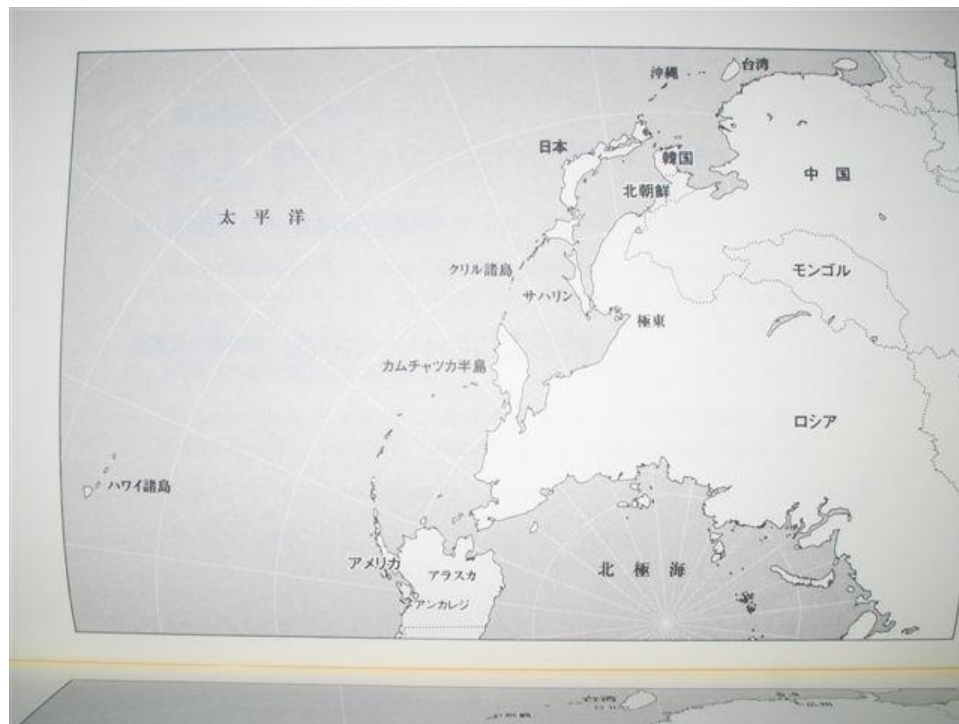 沖縄
台湾
日本
韓国
中国
北朝鮮
太平洋
クリル諸島
モンゴル
サハリン
極東
カムチャツカ半島
ロシア
ハワイ諸島
アメリカ
アラスカ
北極海
アンカレジ
台湾